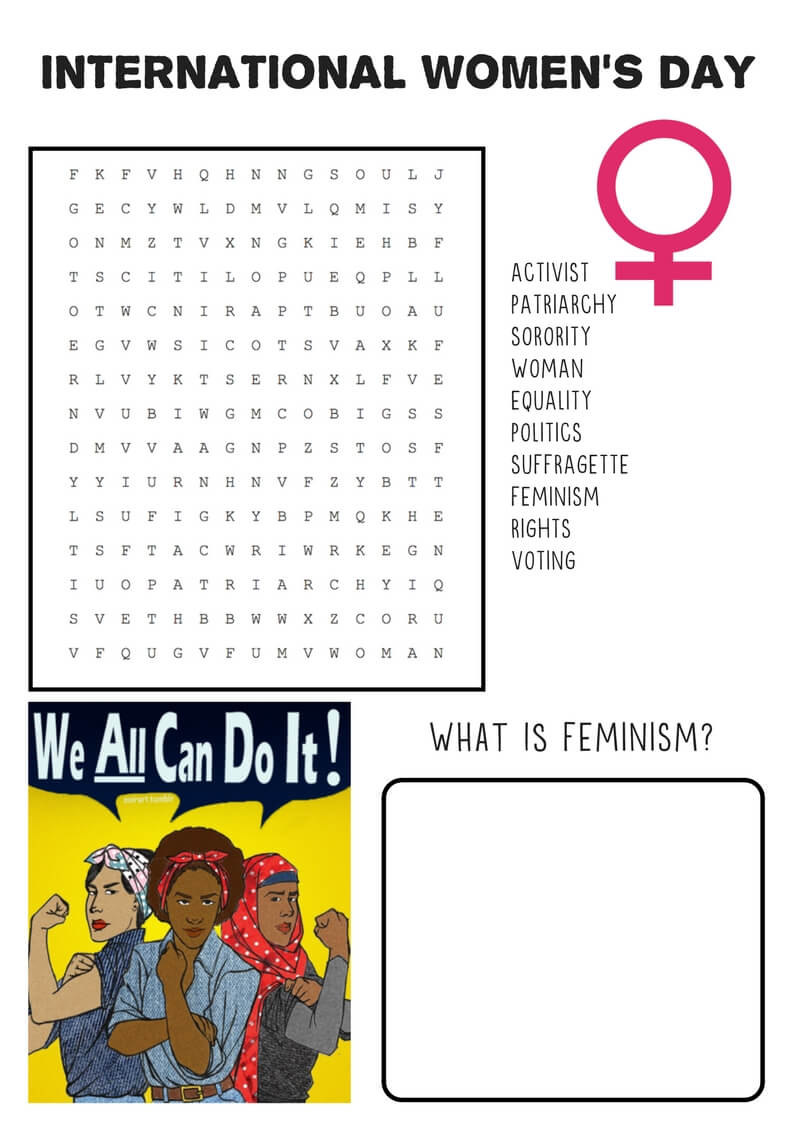 INTERNATIONAL WOMEN'S DAY
F K F V H Q H N N G S O U L J
G E C Y W L D M V L Q M I S Y
O N M Z T V X N G K I E H B F
T S C I T I L O P U E Q P L L
O T W C N I R A P T B U O A U
E G V W S I C O T S V A X K F
R L V Y K T S E R N X L F V E
N V U B I W G M C O B I G S S
D M V V A A G N P Z S T O S F
Y Y I U R N H N V F Z Y B T T
L S U F I G K Y B P M Q K H E
T S F T A C W R I W R K E G N
I U O P A T R I A R C H Y I Q
S V E T H B B W W X Z C O R U
V F Q U G V F U M V W O M A N
ACTIVIST
PATRIARCHY
SORORITY
WOMAN
EQUALITY
POLITICS
SUFFRAGETTE
FEMINISM
RIGHTS
VOTING
We All Can Do It!
WHAT IS FEMINISM?